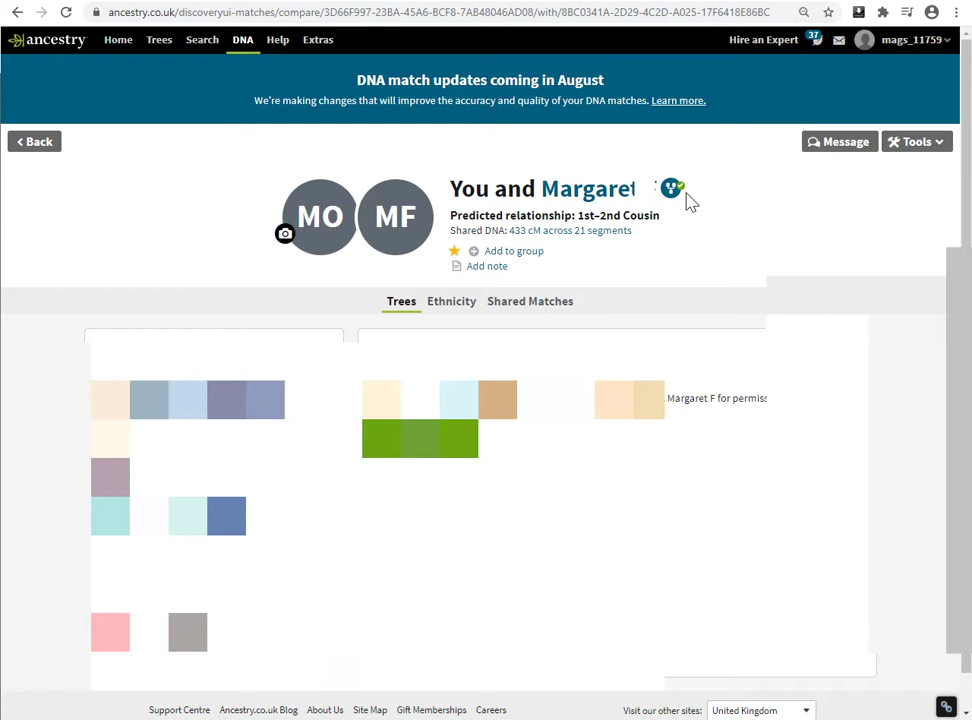 ancestry.co.uk/discoveryui-matches/compare/3D66F997-23BA-45A6-BCF8-7AB48046AD08/with/8BC0341A-2D29-4C2D-A025-17F6418E86BC
ancestry Home Trees Search DNA Help Extras Hire an Expert 37 mags_11759
DNA match updates coming in August
We're making changes that will improve the accuracy and quality of your DNA matches. Learn more.
Back Message Tools
MO MF You and Margaret
Predicted relationship: 1st–2nd Cousin
Shared DNA: 433 cM across 21 segments
Add to group
Add note
Trees Ethnicity Shared Matches
Margaret F for permiss
Support Centre Ancestry.co.uk Blog About Us Site Map Gift Memberships Careers Visit our other sites: United Kingdom